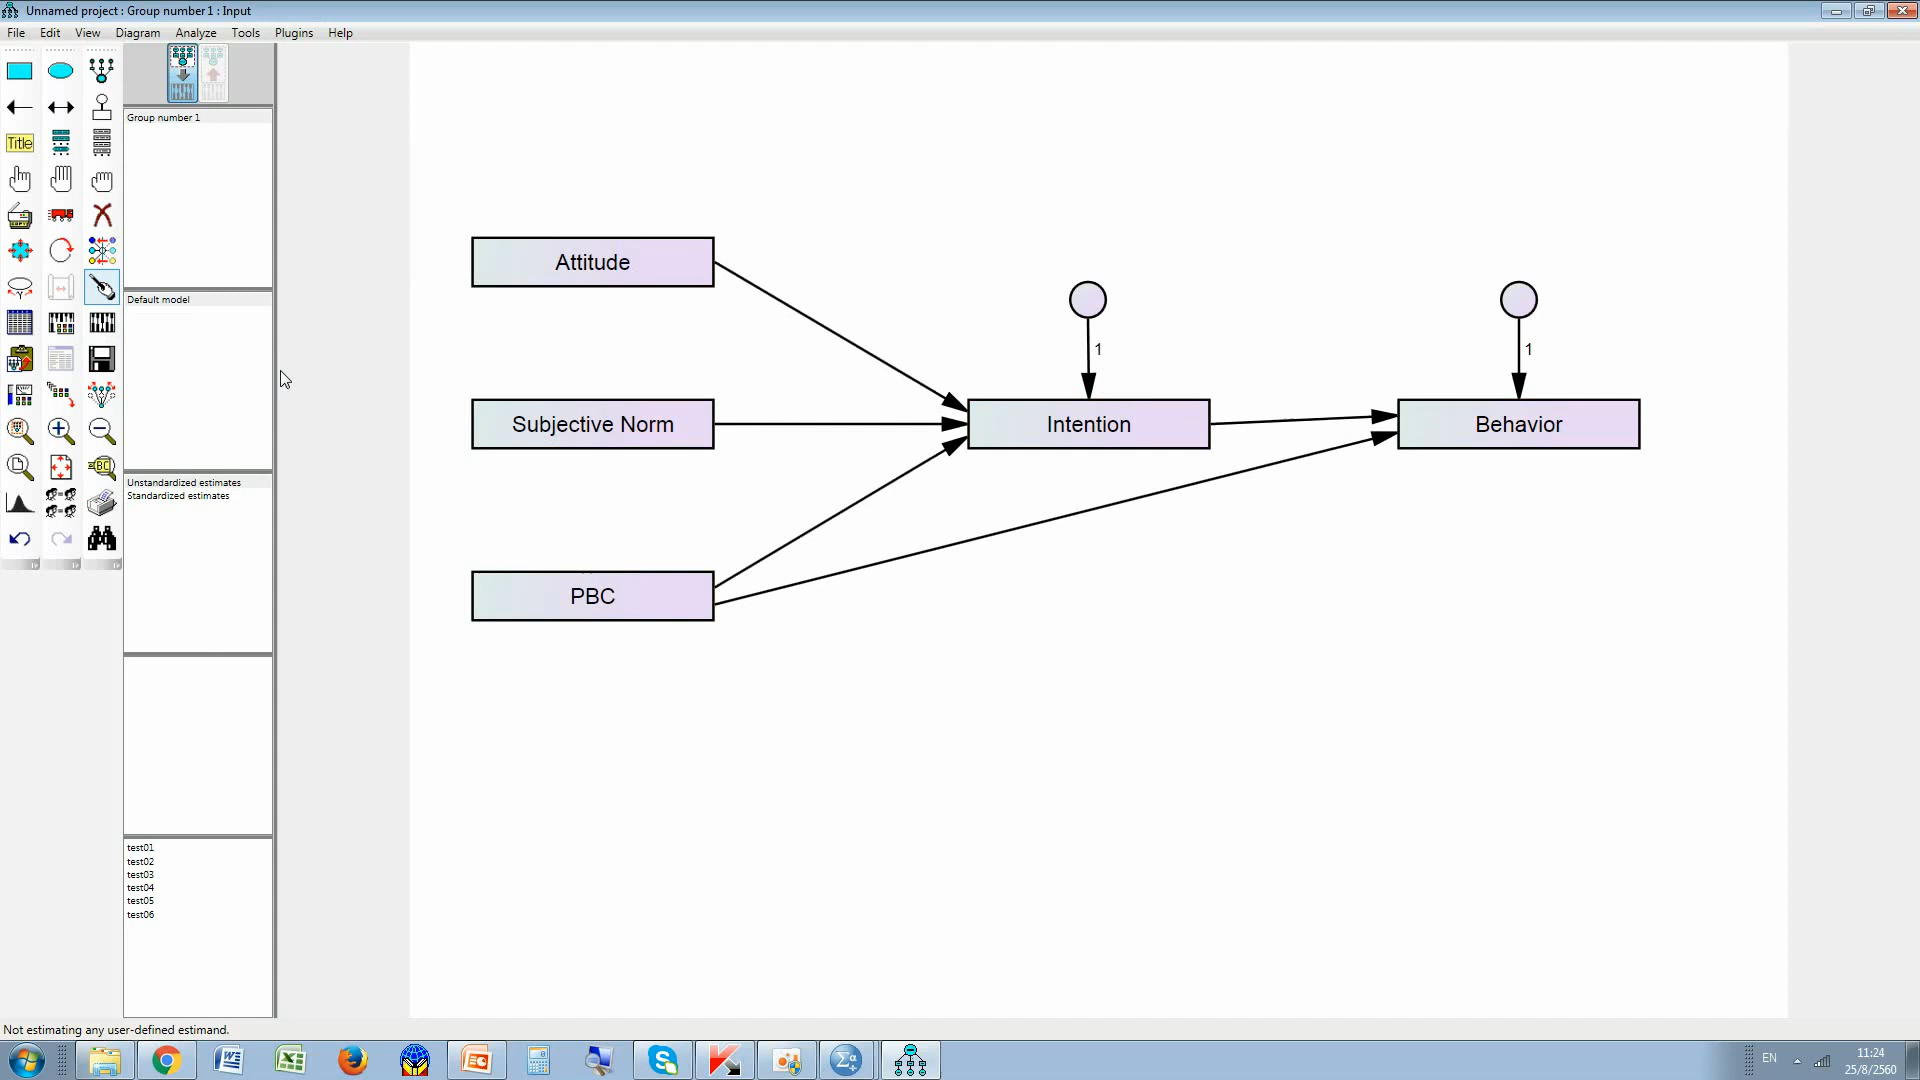 Unnamed project : Group number 1 : Input
File Edit View Diagram Analyze Tools Plugins Help
Title
Group number 1
Default model
Unstandardized estimates
Standardized estimates
test01
test02
test03
test04
test05
test06
Attitude
Subjective Norm
PBC
1
Intention
1
Behavior
Not estimating any user-defined estimand.
EN
11:24
25/8/2560